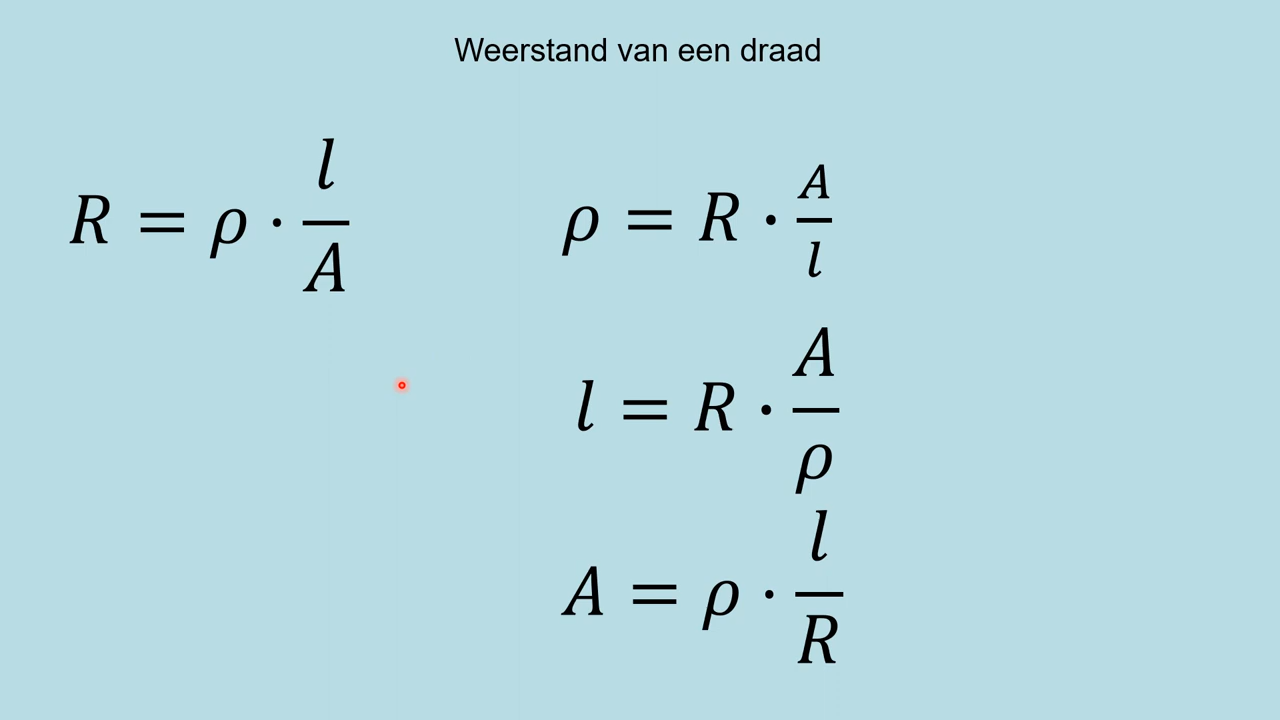 Weerstand van een draad
R = ρ · l/A
ρ = R · A/l
l = R · A/ρ
A = ρ · l/R